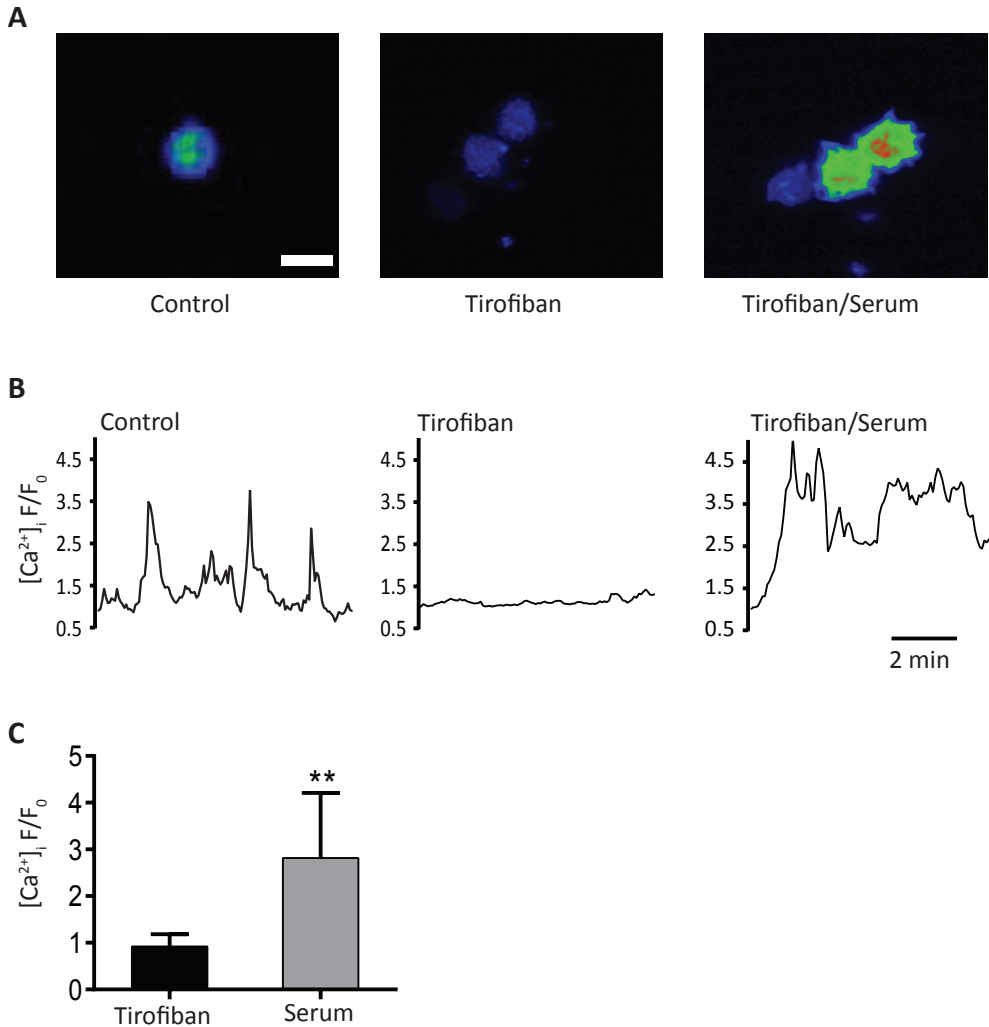 A
Control
Tirofiban
Tirofiban/Serum
B
Control
Tirofiban
Tirofiban/Serum
[Ca²⁺]ᵢ F/F₀
4.5
3.5
2.5
1.5
0.5
4.5
3.5
2.5
1.5
0.5
4.5
3.5
2.5
1.5
0.5
2 min
C
[Ca²⁺]ᵢ F/F₀
5
4
3
2
1
0
**
Tirofiban
Serum